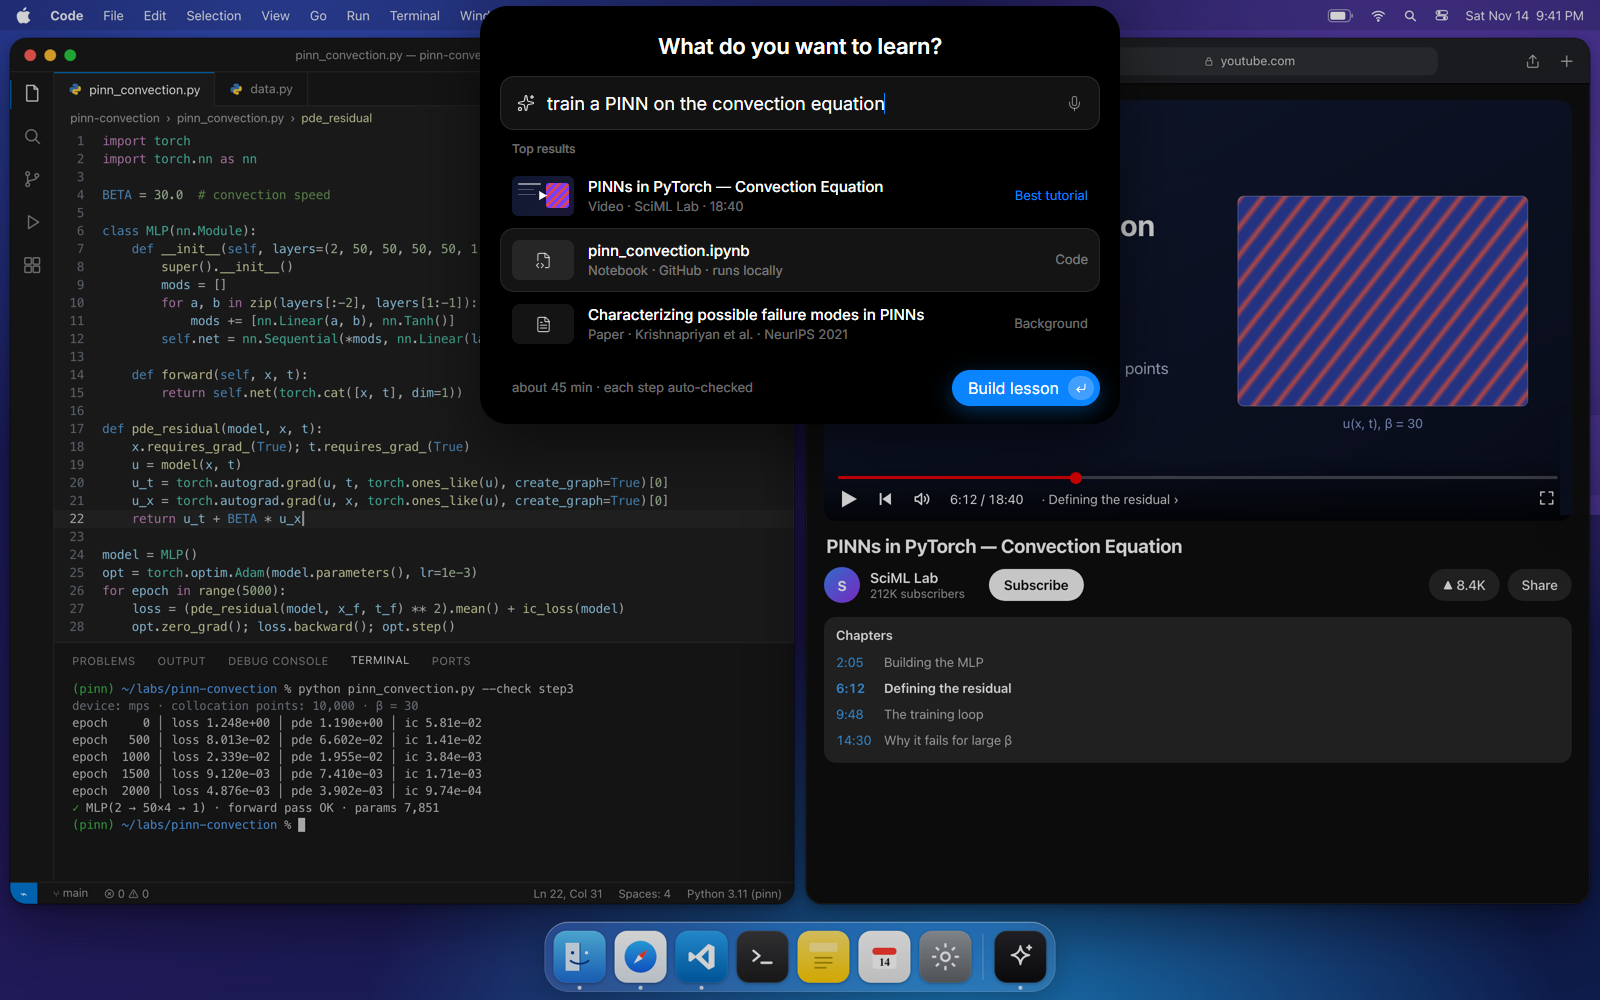 Code File Edit Selection View Go Run Terminal Wind
Sat Nov 14 9:41 PM
What do you want to learn?
train a PINN on the convection equation
Top results
PINNs in PyTorch — Convection Equation
Video · SciML Lab · 18:40
Best tutorial
pinn_convection.ipynb
Notebook · GitHub · runs locally
Code
Characterizing possible failure modes in PINNs
Paper · Krishnapriyan et al. · NeurIPS 2021
Background
about 45 min · each step auto-checked
Build lesson
pinn_convection.py — pinn-conve
pinn_convection.py data.py
pinn-convection › pinn_convection.py › pde_residual
1 import torch
2 import torch.nn as nn
3
4 BETA = 30.0 # convection speed
5
6 class MLP(nn.Module):
7 def __init__(self, layers=(2, 50, 50, 50, 50, 1
8 super().__init__()
9 mods = []
10 for a, b in zip(layers[:-2], layers[1:-1]):
11 mods += [nn.Linear(a, b), nn.Tanh()]
12 self.net = nn.Sequential(*mods, nn.Linear(la
13
14 def forward(self, x, t):
15 return self.net(torch.cat([x, t], dim=1))
16
17 def pde_residual(model, x, t):
18 x.requires_grad_(True); t.requires_grad_(True)
19 u = model(x, t)
20 u_t = torch.autograd.grad(u, t, torch.ones_like(u), create_graph=True)[0]
21 u_x = torch.autograd.grad(u, x, torch.ones_like(u), create_graph=True)[0]
22 return u_t + BETA * u_x
23
24 model = MLP()
25 opt = torch.optim.Adam(model.parameters(), lr=1e-3)
26 for epoch in range(5000):
27 loss = (pde_residual(model, x_f, t_f) ** 2).mean() + ic_loss(model)
28 opt.zero_grad(); loss.backward(); opt.step()
PROBLEMS OUTPUT DEBUG CONSOLE TERMINAL PORTS
(pinn) ~/labs/pinn-convection % python pinn_convection.py --check step3
device: mps · collocation points: 10,000 · β = 30
epoch 0 | loss 1.248e+00 | pde 1.190e+00 | ic 5.81e-02
epoch 500 | loss 8.013e-02 | pde 6.602e-02 | ic 1.41e-02
epoch 1000 | loss 2.339e-02 | pde 1.955e-02 | ic 3.84e-03
epoch 1500 | loss 9.120e-03 | pde 7.410e-03 | ic 1.71e-03
epoch 2000 | loss 4.876e-03 | pde 3.902e-03 | ic 9.74e-04
✓ MLP(2 → 50×4 → 1) · forward pass OK · params 7,851
(pinn) ~/labs/pinn-convection %
main 0 0 Ln 22, Col 31 Spaces: 4 Python 3.11 (pinn)
youtube.com
on
points
u(x, t), β = 30
6:12 / 18:40 · Defining the residual ›
PINNs in PyTorch — Convection Equation
S
SciML Lab
212K subscribers
Subscribe
8.4K
Share
Chapters
2:05 Building the MLP
6:12 Defining the residual
9:48 The training loop
14:30 Why it fails for large β
14